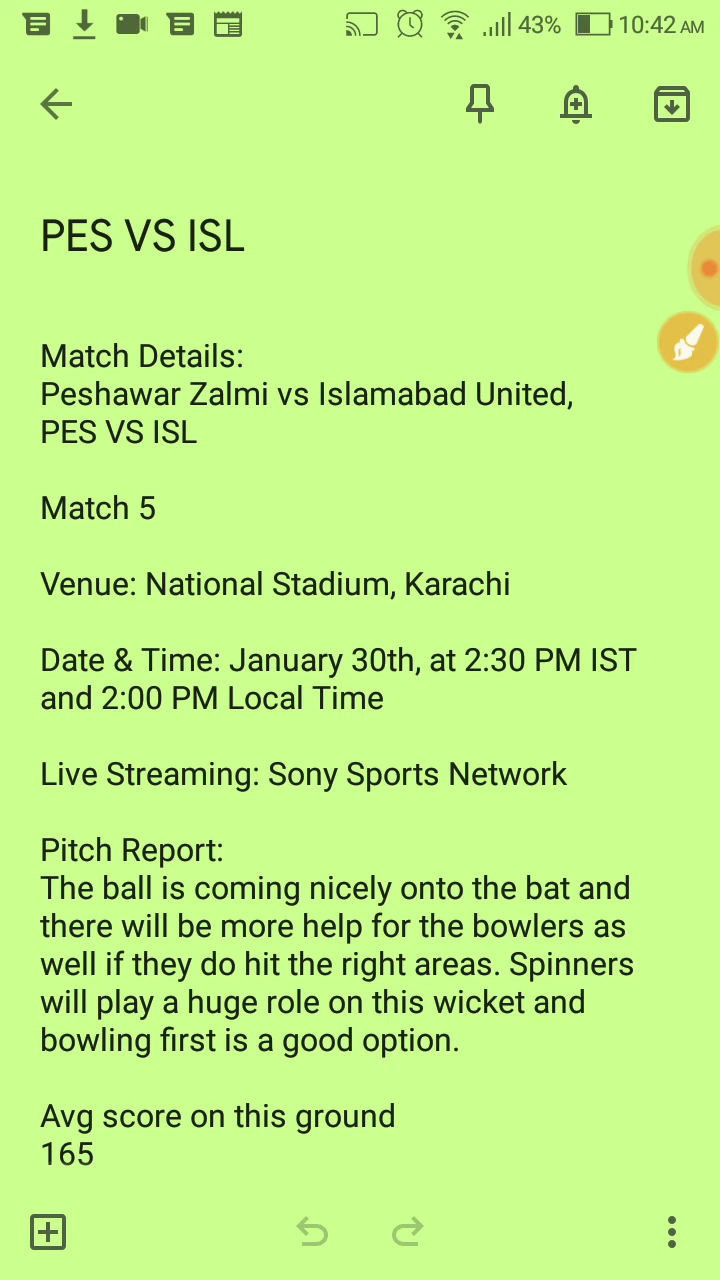 43% 10:42 AM
PES VS ISL
Match Details:
Peshawar Zalmi vs Islamabad United,
PES VS ISL
Match 5
Venue: National Stadium, Karachi
Date & Time: January 30th, at 2:30 PM IST
and 2:00 PM Local Time
Live Streaming: Sony Sports Network
Pitch Report:
The ball is coming nicely onto the bat and
there will be more help for the bowlers as
well if they do hit the right areas. Spinners
will play a huge role on this wicket and
bowling first is a good option.
Avg score on this ground
165